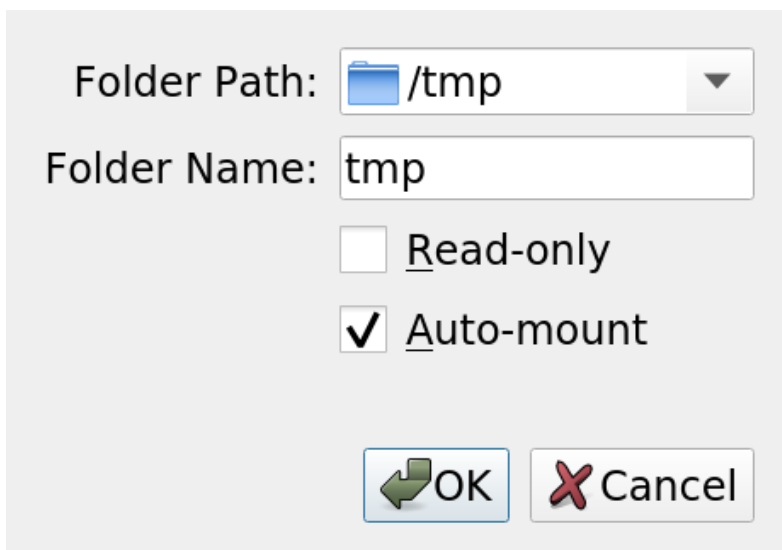 Folder Path: /tmp
Folder Name: tmp
Read-only
Auto-mount
OK Cancel